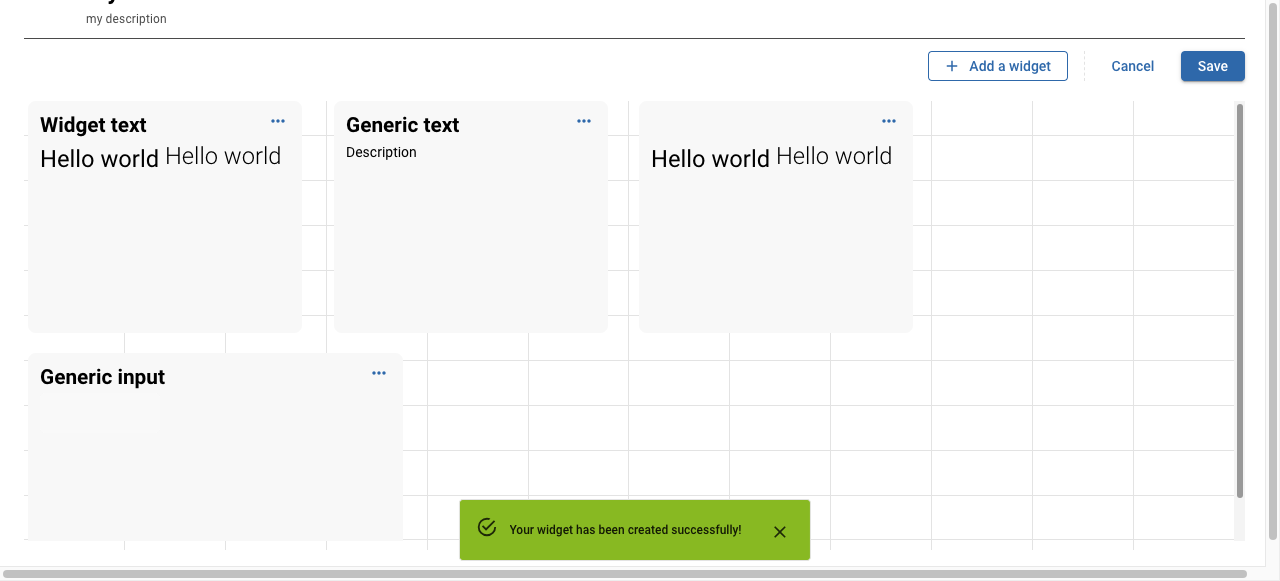 my description
Add a widget
Cancel
Save
Widget text
Hello world Hello world
Generic text
Description
Hello world Hello world
Generic input
Your widget has been created successfully!